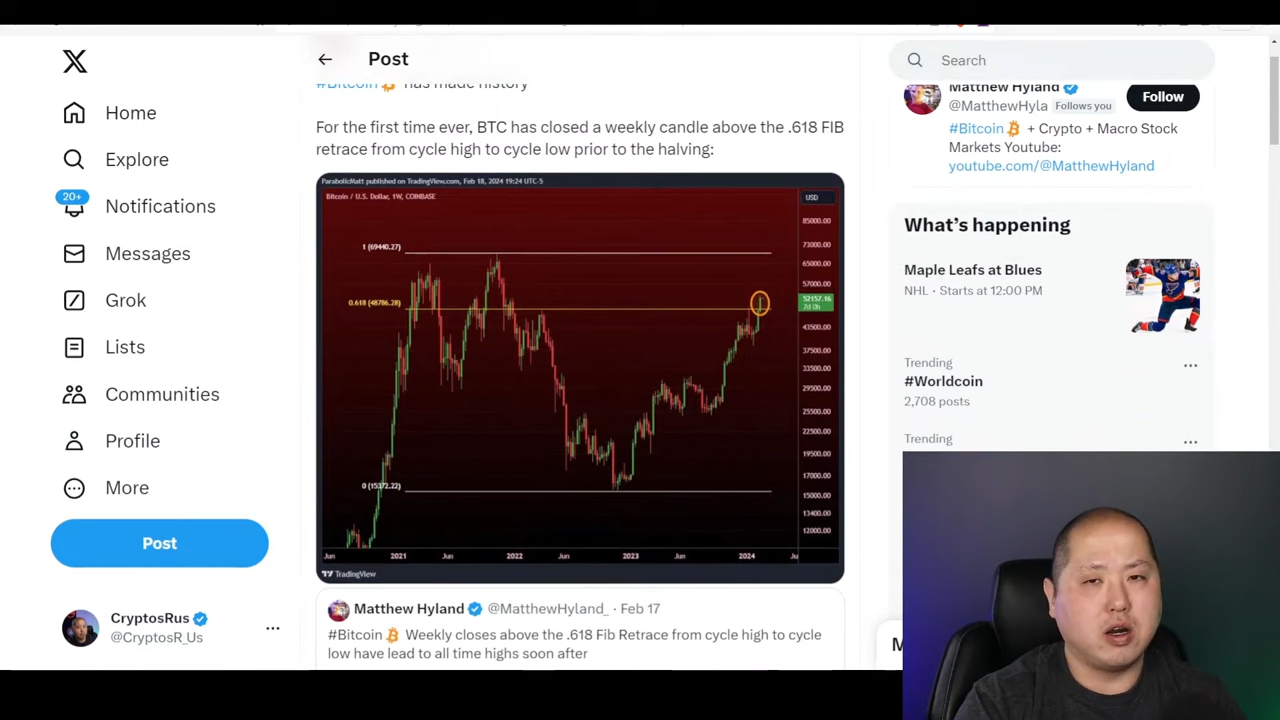 X
Home
Explore
20+
Notifications
Messages
Grok
Lists
Communities
Profile
More
Post
CryptosRus
@CryptosR_Us
Post
#Bitcoin has made history
For the first time ever, BTC has closed a weekly candle above the .618 FIB
retrace from cycle high to cycle low prior to the halving:
ParabolicMatt published on TradingView.com, Feb 18, 2024 19:24 UTC-5
Bitcoin / U.S. Dollar, 1W, COINBASE
USD
85000.00
1 (69440.27)
73000.00
65000.00
57000.00
0.618 (48786.28)
52157.16
43500.00
37500.00
33500.00
29500.00
25500.00
22500.00
19500.00
17000.00
0 (15372.22)
15000.00
13400.00
12000.00
Jun
2021
Jun
2022
Jun
2023
Jun
2024
TradingView
Matthew Hyland @MatthewHyland_ · Feb 17
#Bitcoin Weekly closes above the .618 Fib Retrace from cycle high to cycle
low have lead to all time highs soon after
Search
Matthew Hyland
@MatthewHyla Follows you
Follow
#Bitcoin + Crypto + Macro Stock
Markets Youtube:
youtube.com/@MatthewHyland
What's happening
Maple Leafs at Blues
NHL · Starts at 12:00 PM
Trending
#Worldcoin
2,708 posts
Trending